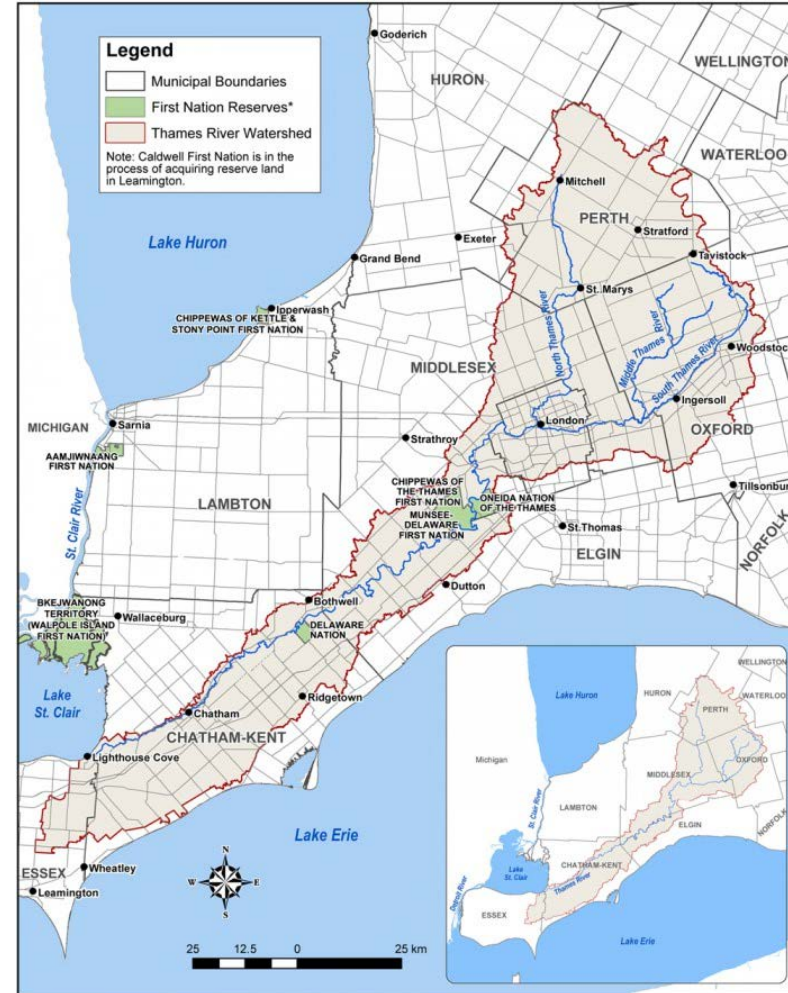 Legend
Municipal Boundaries
First Nation Reserves*
Thames River Watershed
Note: Caldwell First Nation is in the
process of acquiring reserve land
in Leamington.
Goderich
HURON
WELLINGTON
WATERLOO
Mitchell
PERTH
Stratford
Lake Huron
Exeter
Tavistock
Grand Bend
St. Marys
Ipperwash
CHIPPEWAS OF KETTLE &
STONY POINT FIRST NATION
North Thames River
Middle Thames River
South Thames River
Woodstock
MIDDLESEX
Ingersoll
MICHIGAN
Sarnia
London
OXFORD
Strathroy
AAMJIWNAANG
FIRST NATION
CHIPPEWAS OF
THE THAMES
FIRST NATION
ONEIDA NATION
OF THE THAMES
MUNSEE-
DELAWARE
FIRST NATION
Tillsonburg
LAMBTON
St. Clair River
St.Thomas
ELGIN
NORFOLK
Dutton
Bothwell
BKEJWANONG
TERRITORY
(WALPOLE ISLAND
FIRST NATION)
Wallaceburg
DELAWARE
NATION
Lake
St. Clair
Ridgetown
Chatham
CHATHAM-KENT
Lighthouse Cove
Lake Erie
ESSEX
Wheatley
Leamington
N
W
E
S
25 12.5 0 25 km
WELLINGTON
Lake Huron
HURON
WATERLOO
PERTH
Michigan
OXFORD
MIDDLESEX
St. Clair River
LAMBTON
NORFOLK
ELGIN
CHATHAM-KENT
Lake
St. Clair
Thames River
Detroit River
ESSEX
Lake Erie